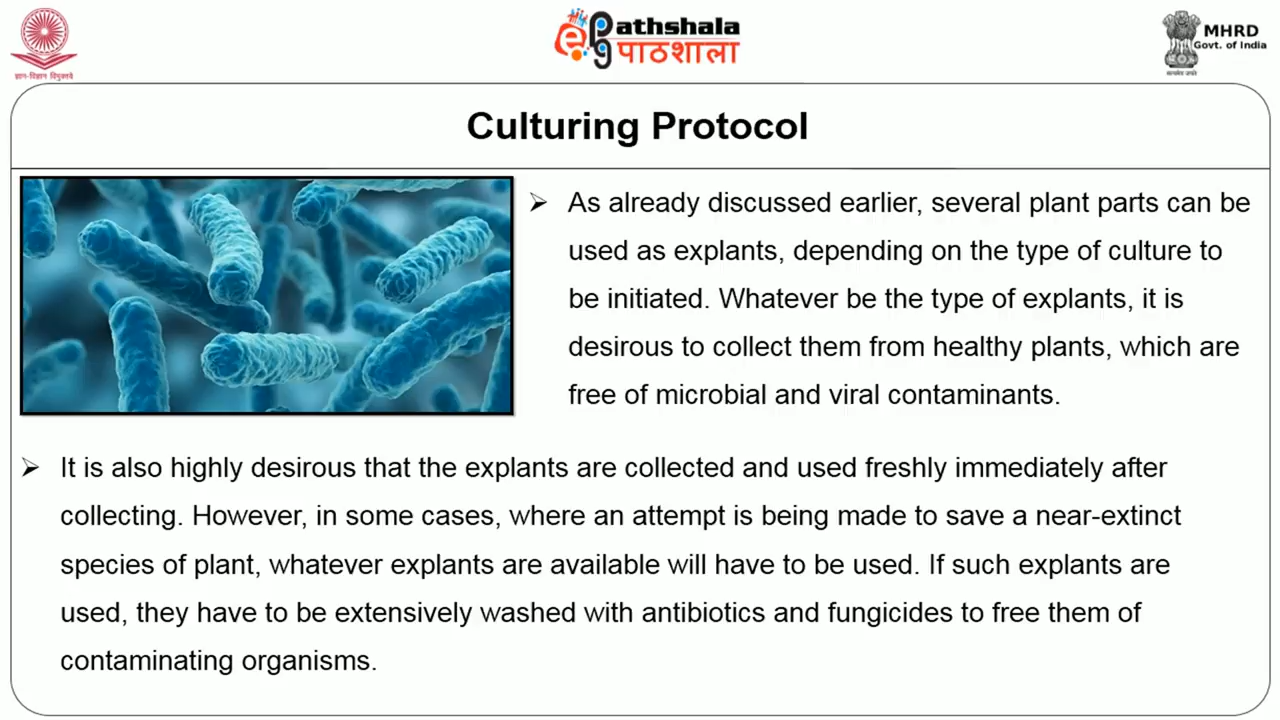 ज्ञान-विज्ञान विमुक्तये
ePathshala
पाठशाला
MHRD
Govt. of India
सत्यमेव जयते
Culturing Protocol
As already discussed earlier, several plant parts can be
used as explants, depending on the type of culture to
be initiated. Whatever be the type of explants, it is
desirous to collect them from healthy plants, which are
free of microbial and viral contaminants.
It is also highly desirous that the explants are collected and used freshly immediately after
collecting. However, in some cases, where an attempt is being made to save a near-extinct
species of plant, whatever explants are available will have to be used. If such explants are
used, they have to be extensively washed with antibiotics and fungicides to free them of
contaminating organisms.